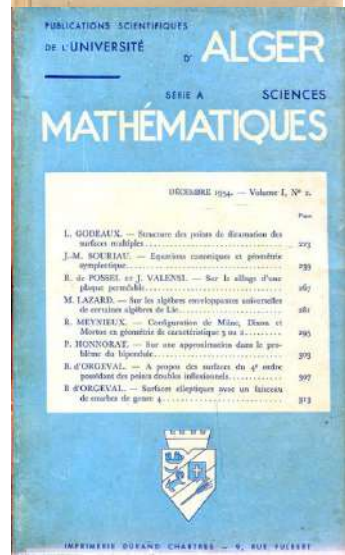 PUBLICATIONS SCIENTIFIQUES
DE L'UNIVERSITÉ
D'
ALGER
SÉRIE A
SCIENCES
MATHÉMATIQUES
DÉCEMBRE 1954. — Volume I, N° 2.
Pages
L. GODEAUX. — Structure des points de diramation des
surfaces multiples.......... 223
J.-M. SOURIAU. — Equations canoniques et géométrie
symplectique.......... 239
R. de POSSEL et J. VALENSI. — Sur le sillage d'une
plaque perméable.......... 267
M. LAZARD. — Sur les algèbres enveloppantes universelles
de certaines algèbres de Lie.......... 281
R. MEYNIEUX. — Configuration de Milne, Dixon et
Morton en géométrie de caractéristique 3 ou 2.......... 295
P. HONNORAT. — Sur une approximation dans le pro-
blème du hipendule.......... 303
B. d'ORGEVAL. — A propos des surfaces du 4e ordre
possédant des points doubles inflexionnels.......... 307
B d'ORGEVAL. — Surfaces elliptiques avec un faisceau
de courbes de genre 4.......... 313
IMPRIMERIE DURAND CHARTRES — 9, RUE FULBERT